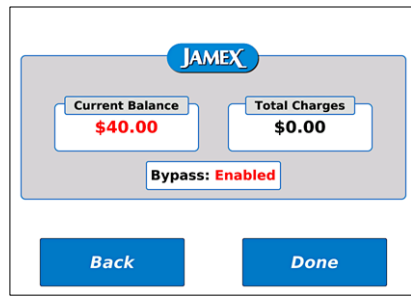 JAMEX
Current Balance
Total Charges
$40.00
$0.00
Bypass: Enabled
Back
Done